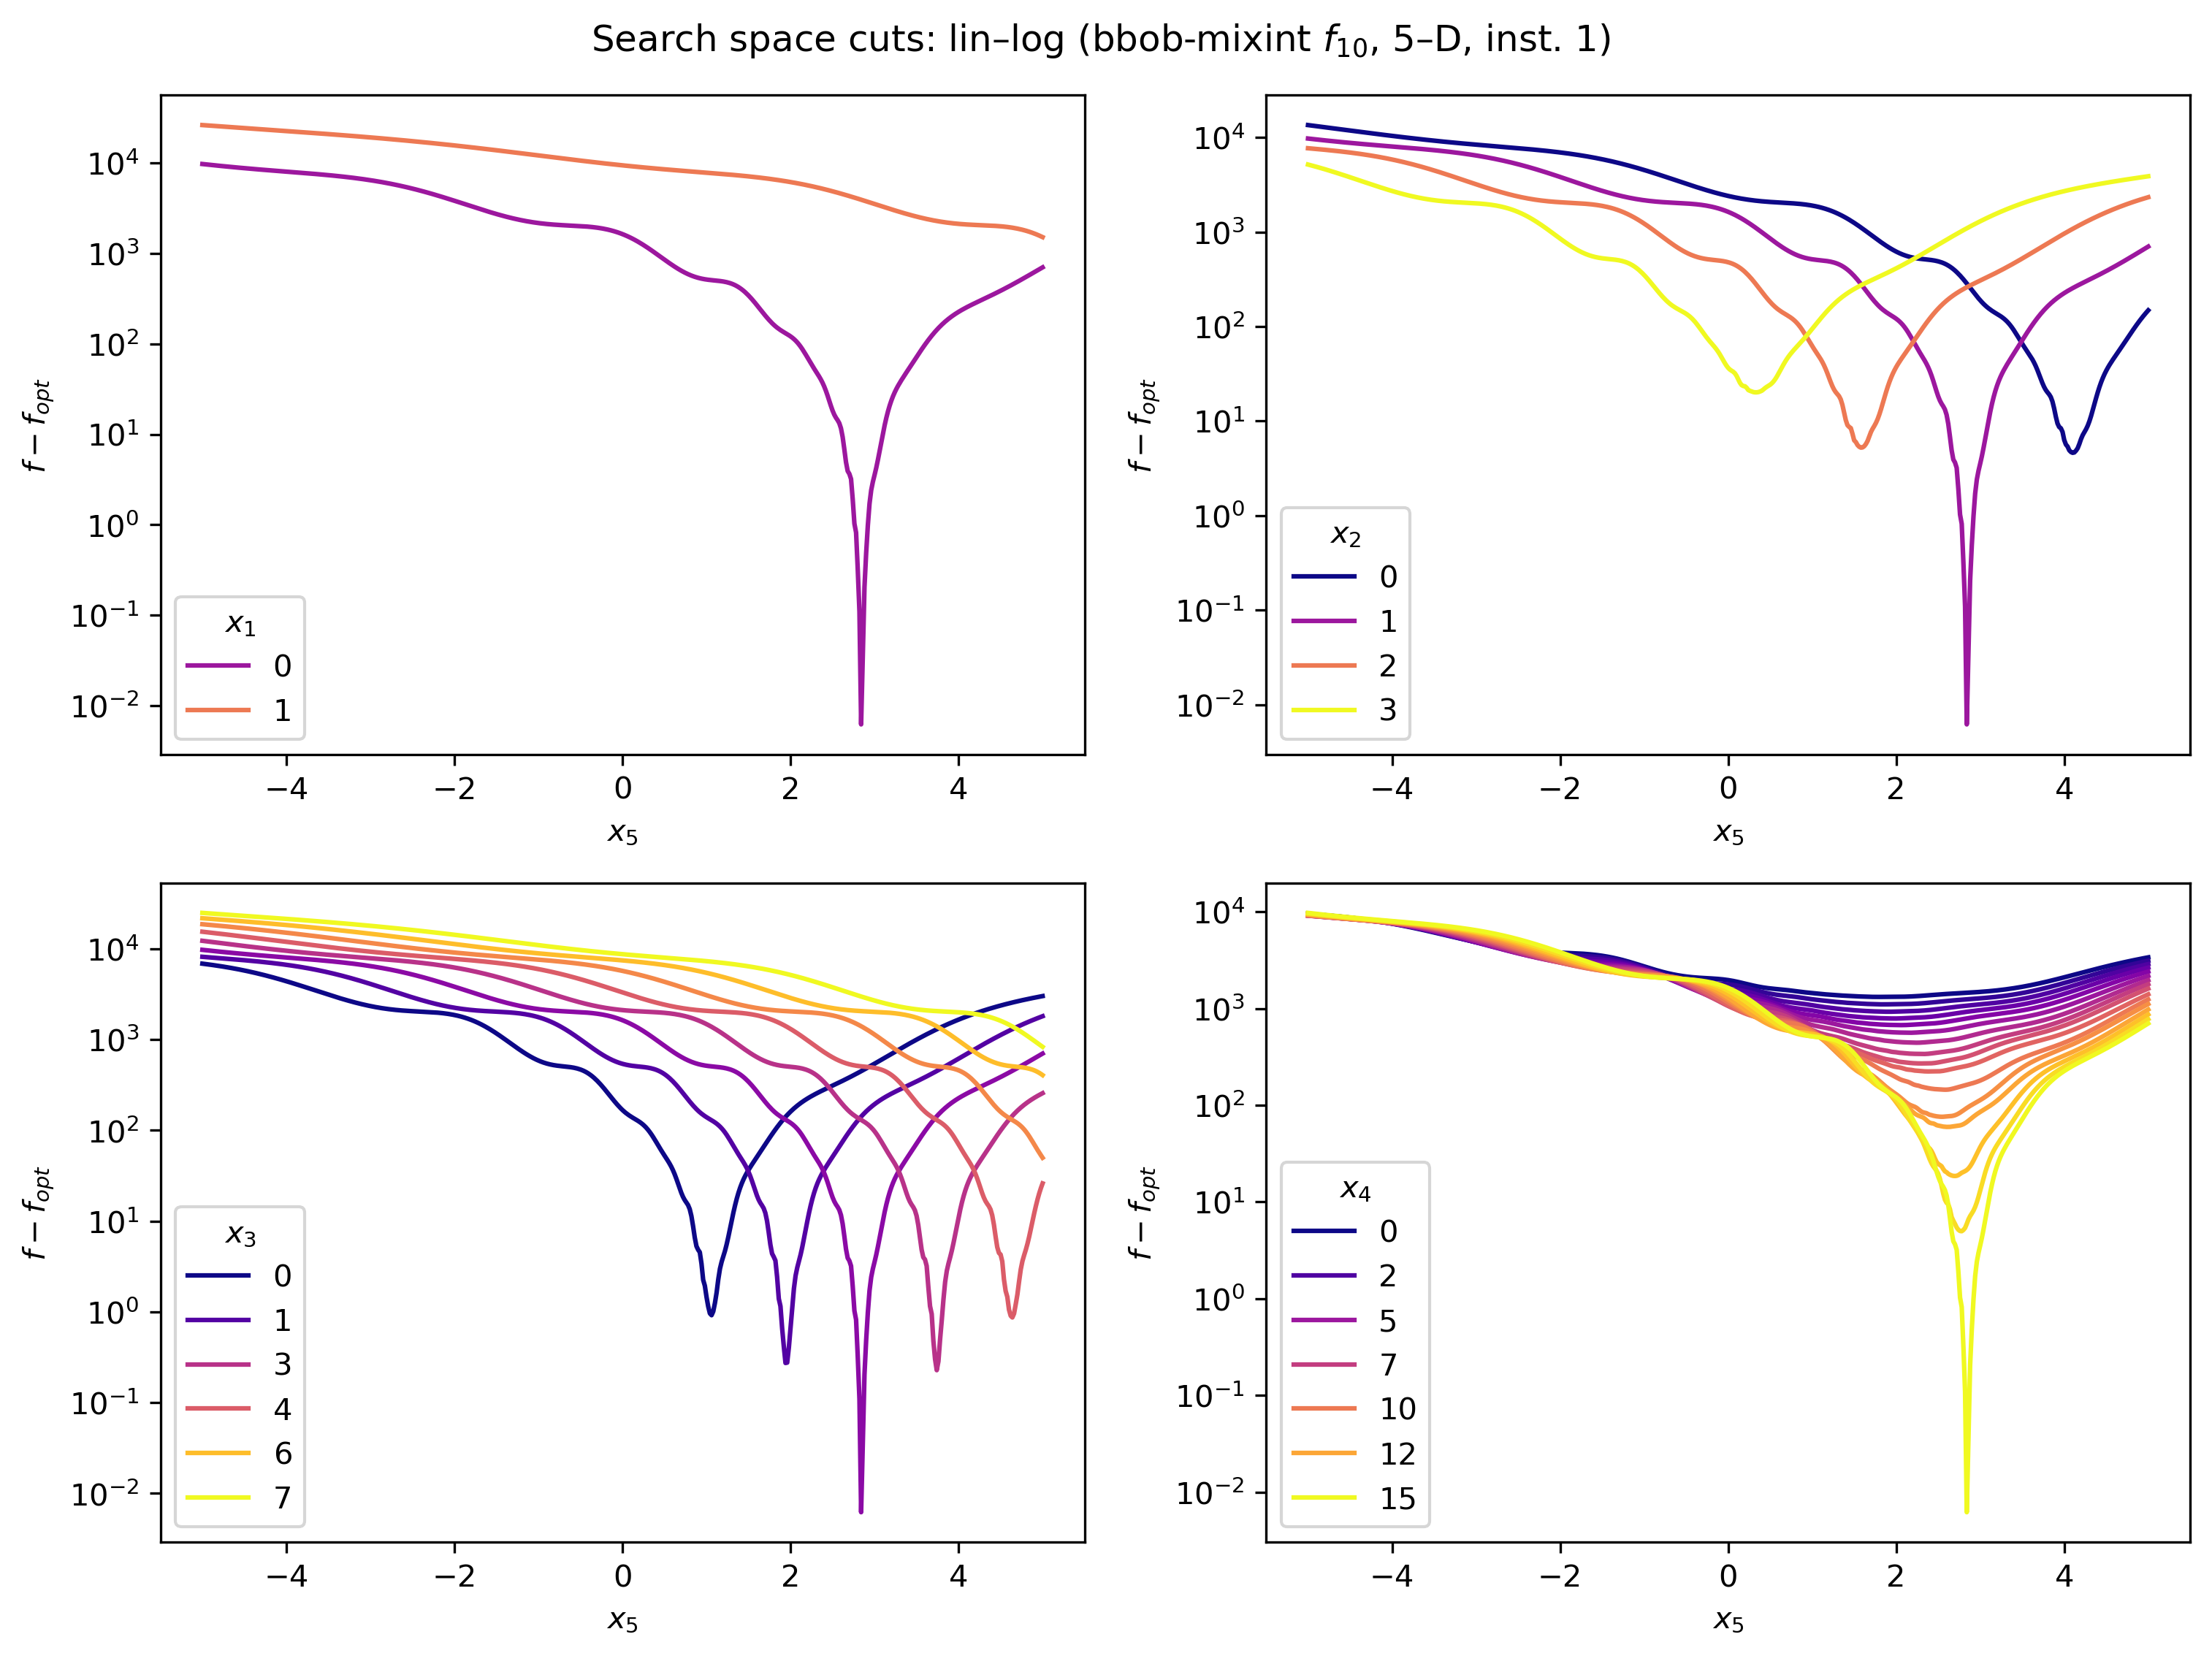 Search space cuts: lin–log (bbob-mixint f10, 5–D, inst. 1)
f − fopt
10^4
10^3
10^2
10^1
10^0
10^−1
10^−2
x1
0
1
−4 −2 0 2 4
x5
f − fopt
10^4
10^3
10^2
10^1
10^0
10^−1
10^−2
x2
0
1
2
3
−4 −2 0 2 4
x5
f − fopt
10^4
10^3
10^2
10^1
10^0
10^−1
10^−2
x3
0
1
3
4
6
7
−4 −2 0 2 4
x5
f − fopt
10^4
10^3
10^2
10^1
10^0
10^−1
10^−2
x4
0
2
5
7
10
12
15
−4 −2 0 2 4
x5